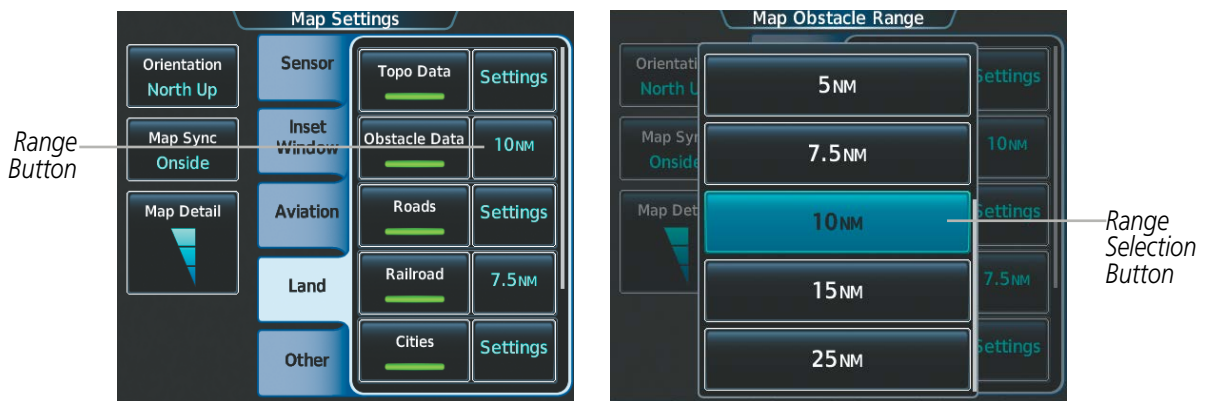 Map Settings
Orientation
North Up
Map Sync
Onside
Map Detail
Sensor
Inset
Window
Aviation
Land
Other
Topo Data
Settings
Obstacle Data
10NM
Roads
Settings
Railroad
7.5NM
Cities
Settings
Range
Button
Map Obstacle Range
Orientati
North U
Map Syn
Onside
Map Det
5NM
7.5NM
10NM
15NM
25NM
Settings
10NM
Settings
7.5NM
Settings
Range
Selection
Button